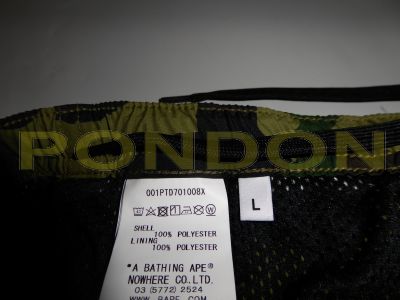 PONDON
001PTD701008X
L
SHELL
100% POLYESTER
LINING
100% POLYESTER
"A BATHING APE"
NOWHERE CO.LTD.
03 (5772) 2524
WWW.BAPE.COM